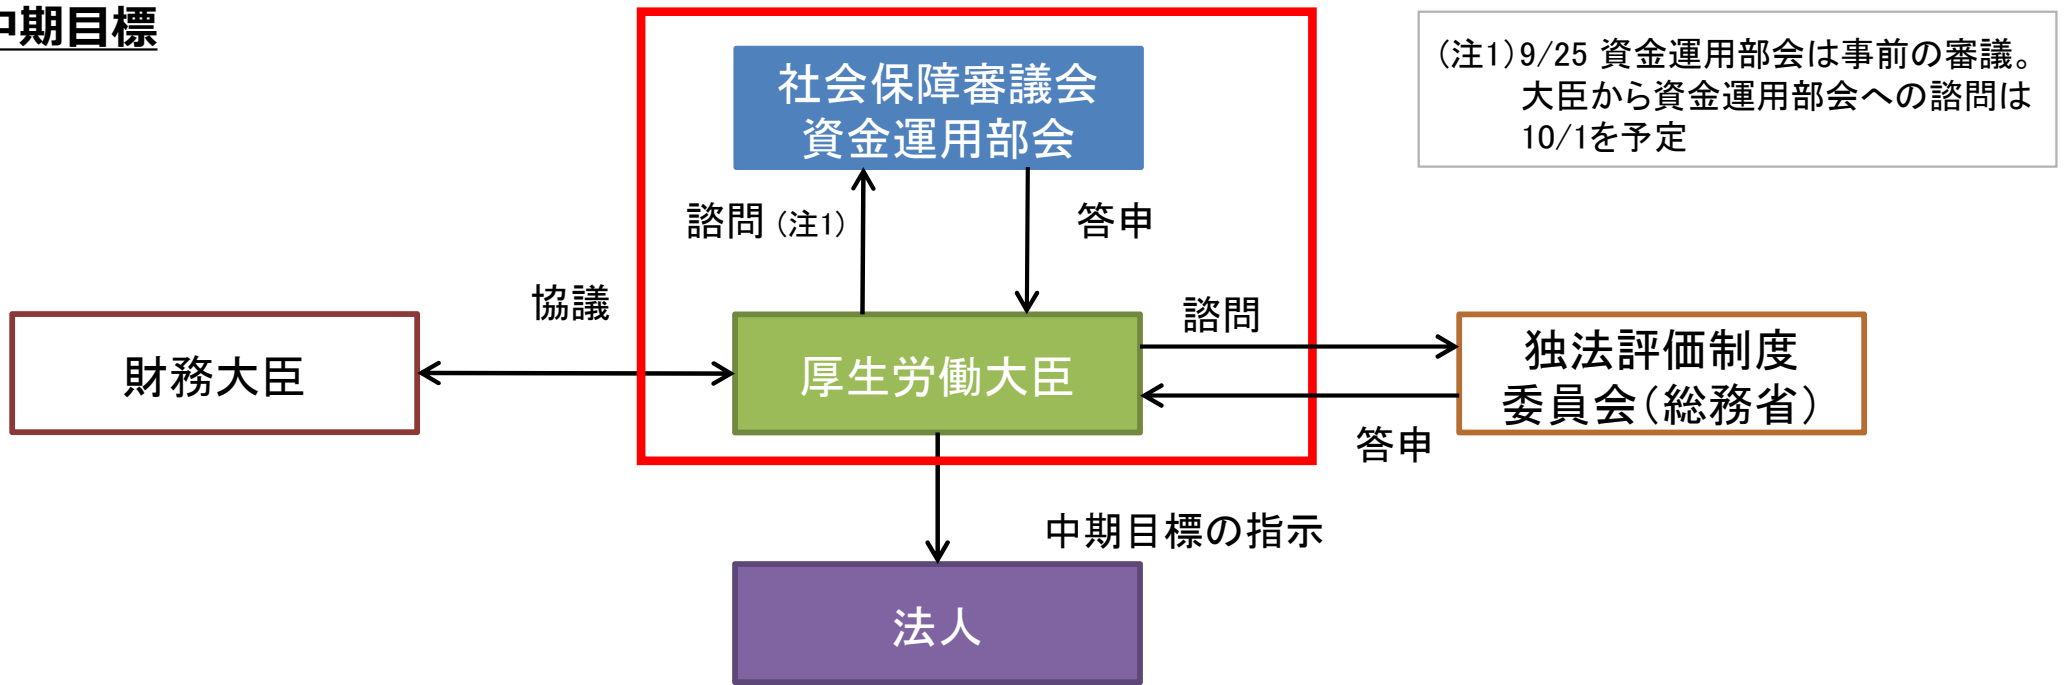 中期目標
社会保障審議会
資金運用部会
(注1)9/25 資金運用部会は事前の審議。
大臣から資金運用部会への諮問は
10/1を予定
諮問(注1)
答申
協議
諮問
財務大臣
厚生労働大臣
独法評価制度
委員会(総務省)
答申
中期目標の指示
法人